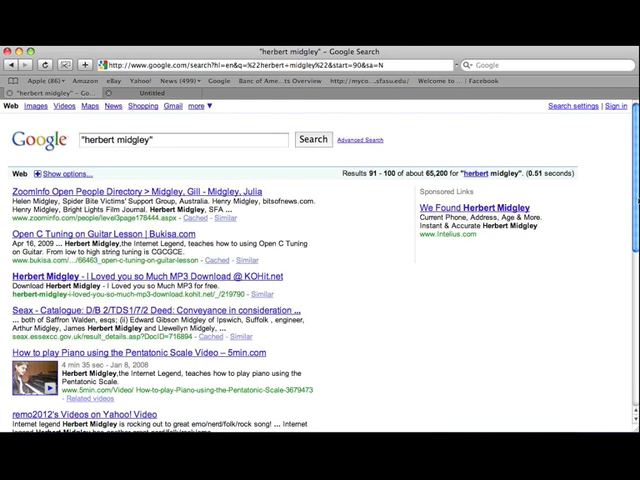 "herbert midgley" - Google Search
http://www.google.com/search?hl=en&q=%22herbert+midgley%22&start=90&sa=N
Google
Apple (86) Amazon eBay Yahoo! News (499) Google Banc of Amer...ts Overview http://myco...efault.shtml Welcome to ... | Facebook
"herbert midgley" - Go... Untitled
Web Images Videos Maps News Shopping Gmail more ▼ Search settings | Sign in
Google "herbert midgley" Search Advanced Search
Web Show options... Results 91 - 100 of about 65,200 for "herbert midgley". (0.51 seconds)
ZoomInfo Open People Directory > Midgley, Gill - Midgley, Julia
Helen Midgley, Spider Bite Victims' Support Group, Australia. Henry Midgley, bitsofnews.com.
Henry Midgley, Bright Lights Film Journal. Herbert Midgley, SFA ...
www.zoominfo.com/people/level3page178444.aspx - Cached - Similar
Open C Tuning on Guitar Lesson | Bukisa.com
Apr 16, 2009 ... Herbert Midgley,the Internet Legend, teaches how to using Open C Tuning
on Guitar. From low to high string tuning is CGCGCE.
www.bukisa.com/.../66463_open-c-tuning-on-guitar-lesson - Cached - Similar
Herbert Midgley - I Loved you so Much MP3 Download @ KOHit.net
Download Herbert Midgley - I Loved you so Much MP3 for free.
herbert-midgley-i-loved-you-so-much-mp3-download.kohit.net/_/219790 - Similar
Seax - Catalogue: D/B 2/TDS1/7/2 Deed: Conveyance in consideration ...
... both of Saffron Walden, esqs; (ii) Edward Gibson Midgley of Ipswich, Suffolk , engineer,
Arthur Midgley, James Herbert Midgley and Llewellyn Midgely, ...
seax.essexcc.gov.uk/result_details.asp?DocID=716894 - Cached - Similar
How to play Piano using the Pentatonic Scale Video – 5min.com
4 min 35 sec - Jan 8, 2008
Herbert Midgley,the Internet Legend, teaches how to play piano using the
Pentatonic Scale.
www.5min.com/Video/ How-to-play-Piano-using-the-Pentatonic-Scale-3679473
- Related videos
remo2012's Videos on Yahoo! Video
Internet legend Herbert Midgley is rocking out to great emo/nerd/folk/rock song! ... Internet
Sponsored Links
We Found Herbert Midgley
Current Phone, Address, Age & More.
Instant & Accurate Herbert Midgley
www.Intelius.com